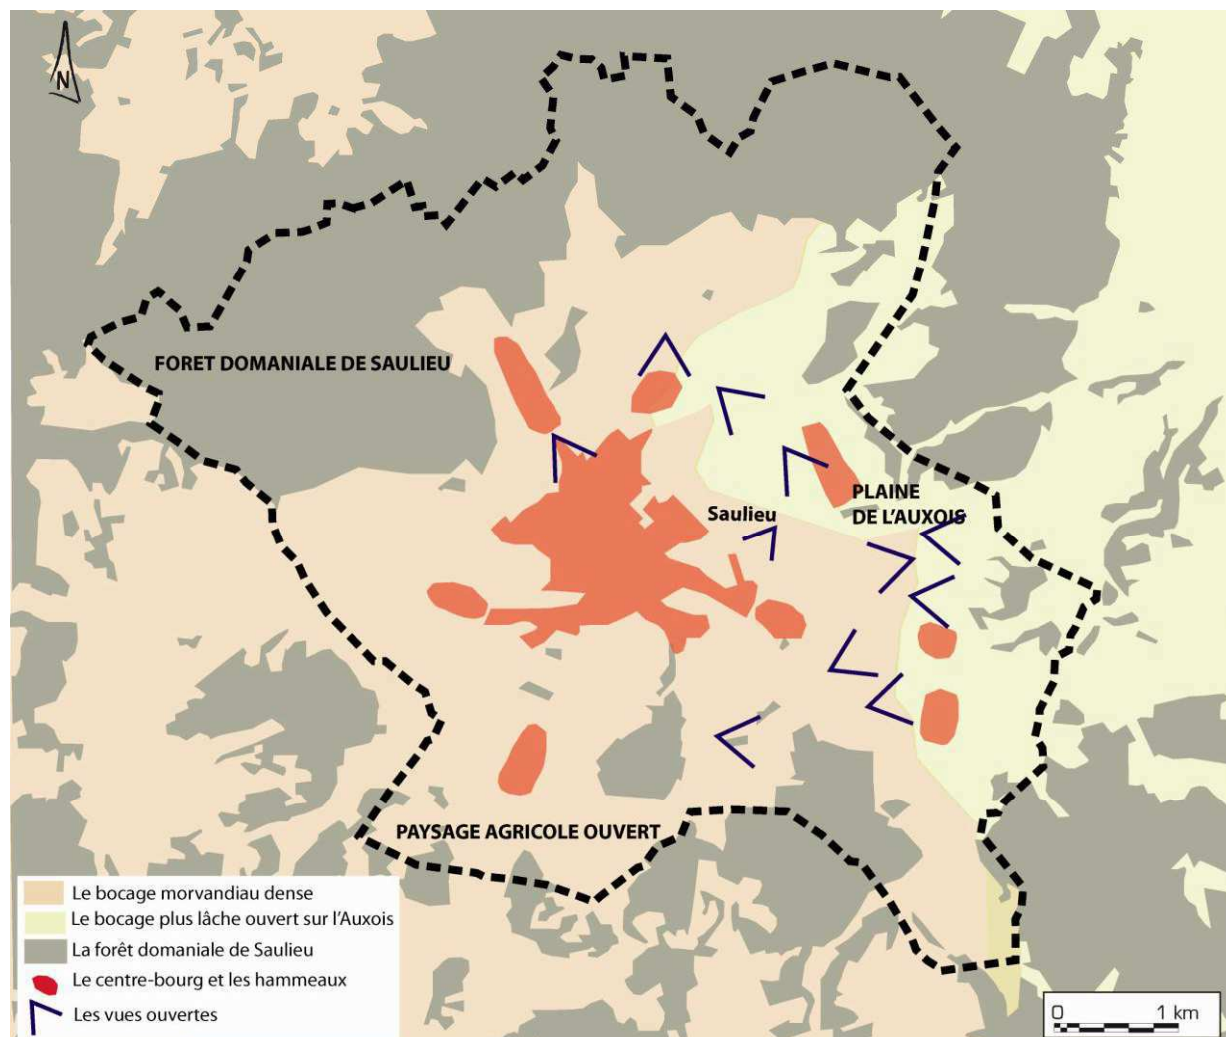 N
FORET DOMANIALE DE SAULIEU
Saulieu
PLAINE
DE L'AUXOIS
PAYSAGE AGRICOLE OUVERT
Le bocage morvandiau dense
Le bocage plus lâche ouvert sur l'Auxois
La forêt domaniale de Saulieu
Le centre-bourg et les hammeaux
Les vues ouvertes
0 1 km